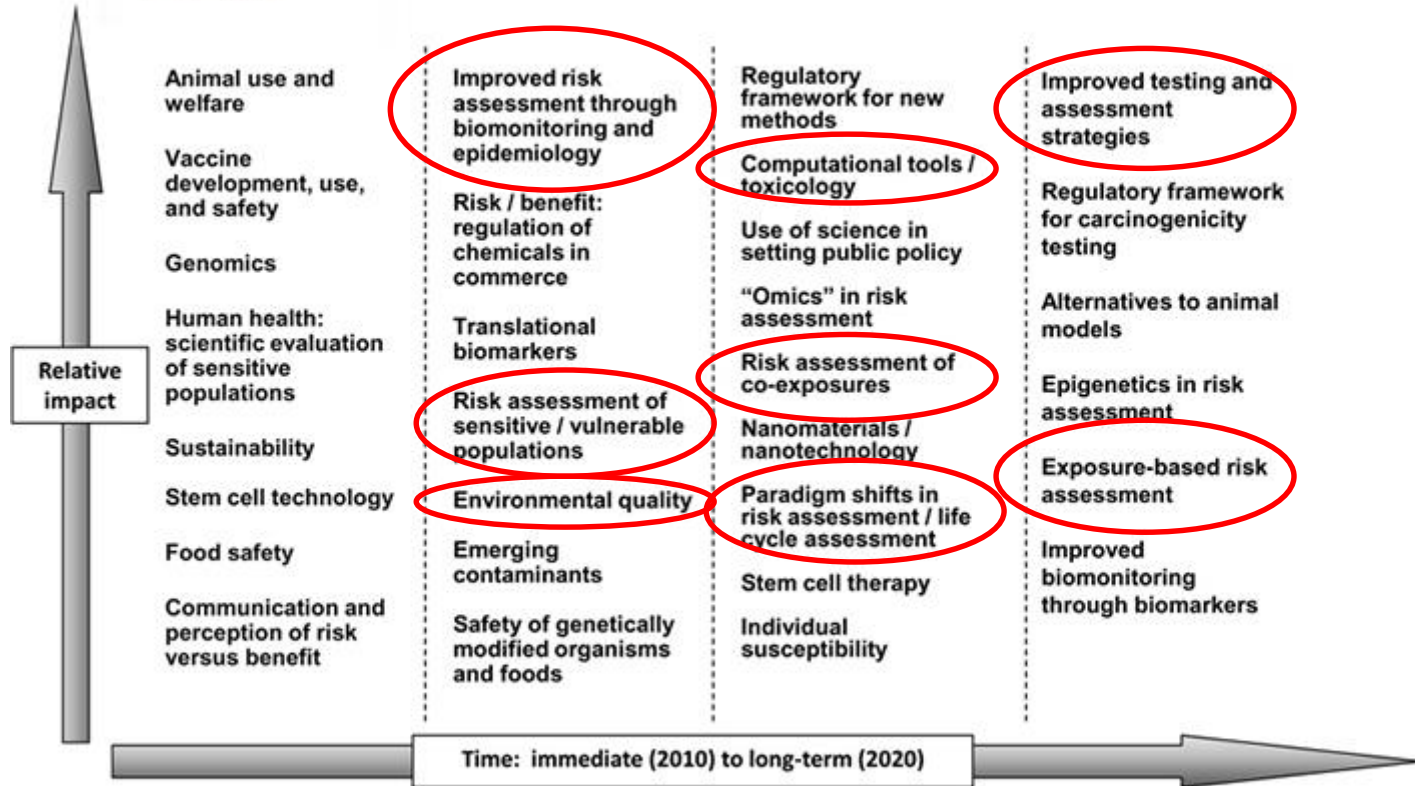 Animal use and
welfare
Vaccine
development, use,
and safety
Genomics
Human health:
scientific evaluation
of sensitive
populations
Sustainability
Stem cell technology
Food safety
Communication and
perception of risk
versus benefit
Improved risk
assessment through
biomonitoring and
epidemiology
Risk / benefit:
regulation of
chemicals in
commerce
Translational
biomarkers
Risk assessment of
sensitive / vulnerable
populations
Environmental quality
Emerging
contaminants
Safety of genetically
modified organisms
and foods
Regulatory
framework for new
methods
Computational tools /
toxicology
Use of science in
setting public policy
“Omics” in risk
assessment
Risk assessment of
co-exposures
Nanomaterials /
nanotechnology
Paradigm shifts in
risk assessment / life
cycle assessment
Stem cell therapy
Individual
susceptibility
Improved testing and
assessment
strategies
Regulatory framework
for carcinogenicity
testing
Alternatives to animal
models
Epigenetics in risk
assessment
Exposure-based risk
assessment
Improved
biomonitoring
through biomarkers
Relative
impact
Time: immediate (2010) to long-term (2020)